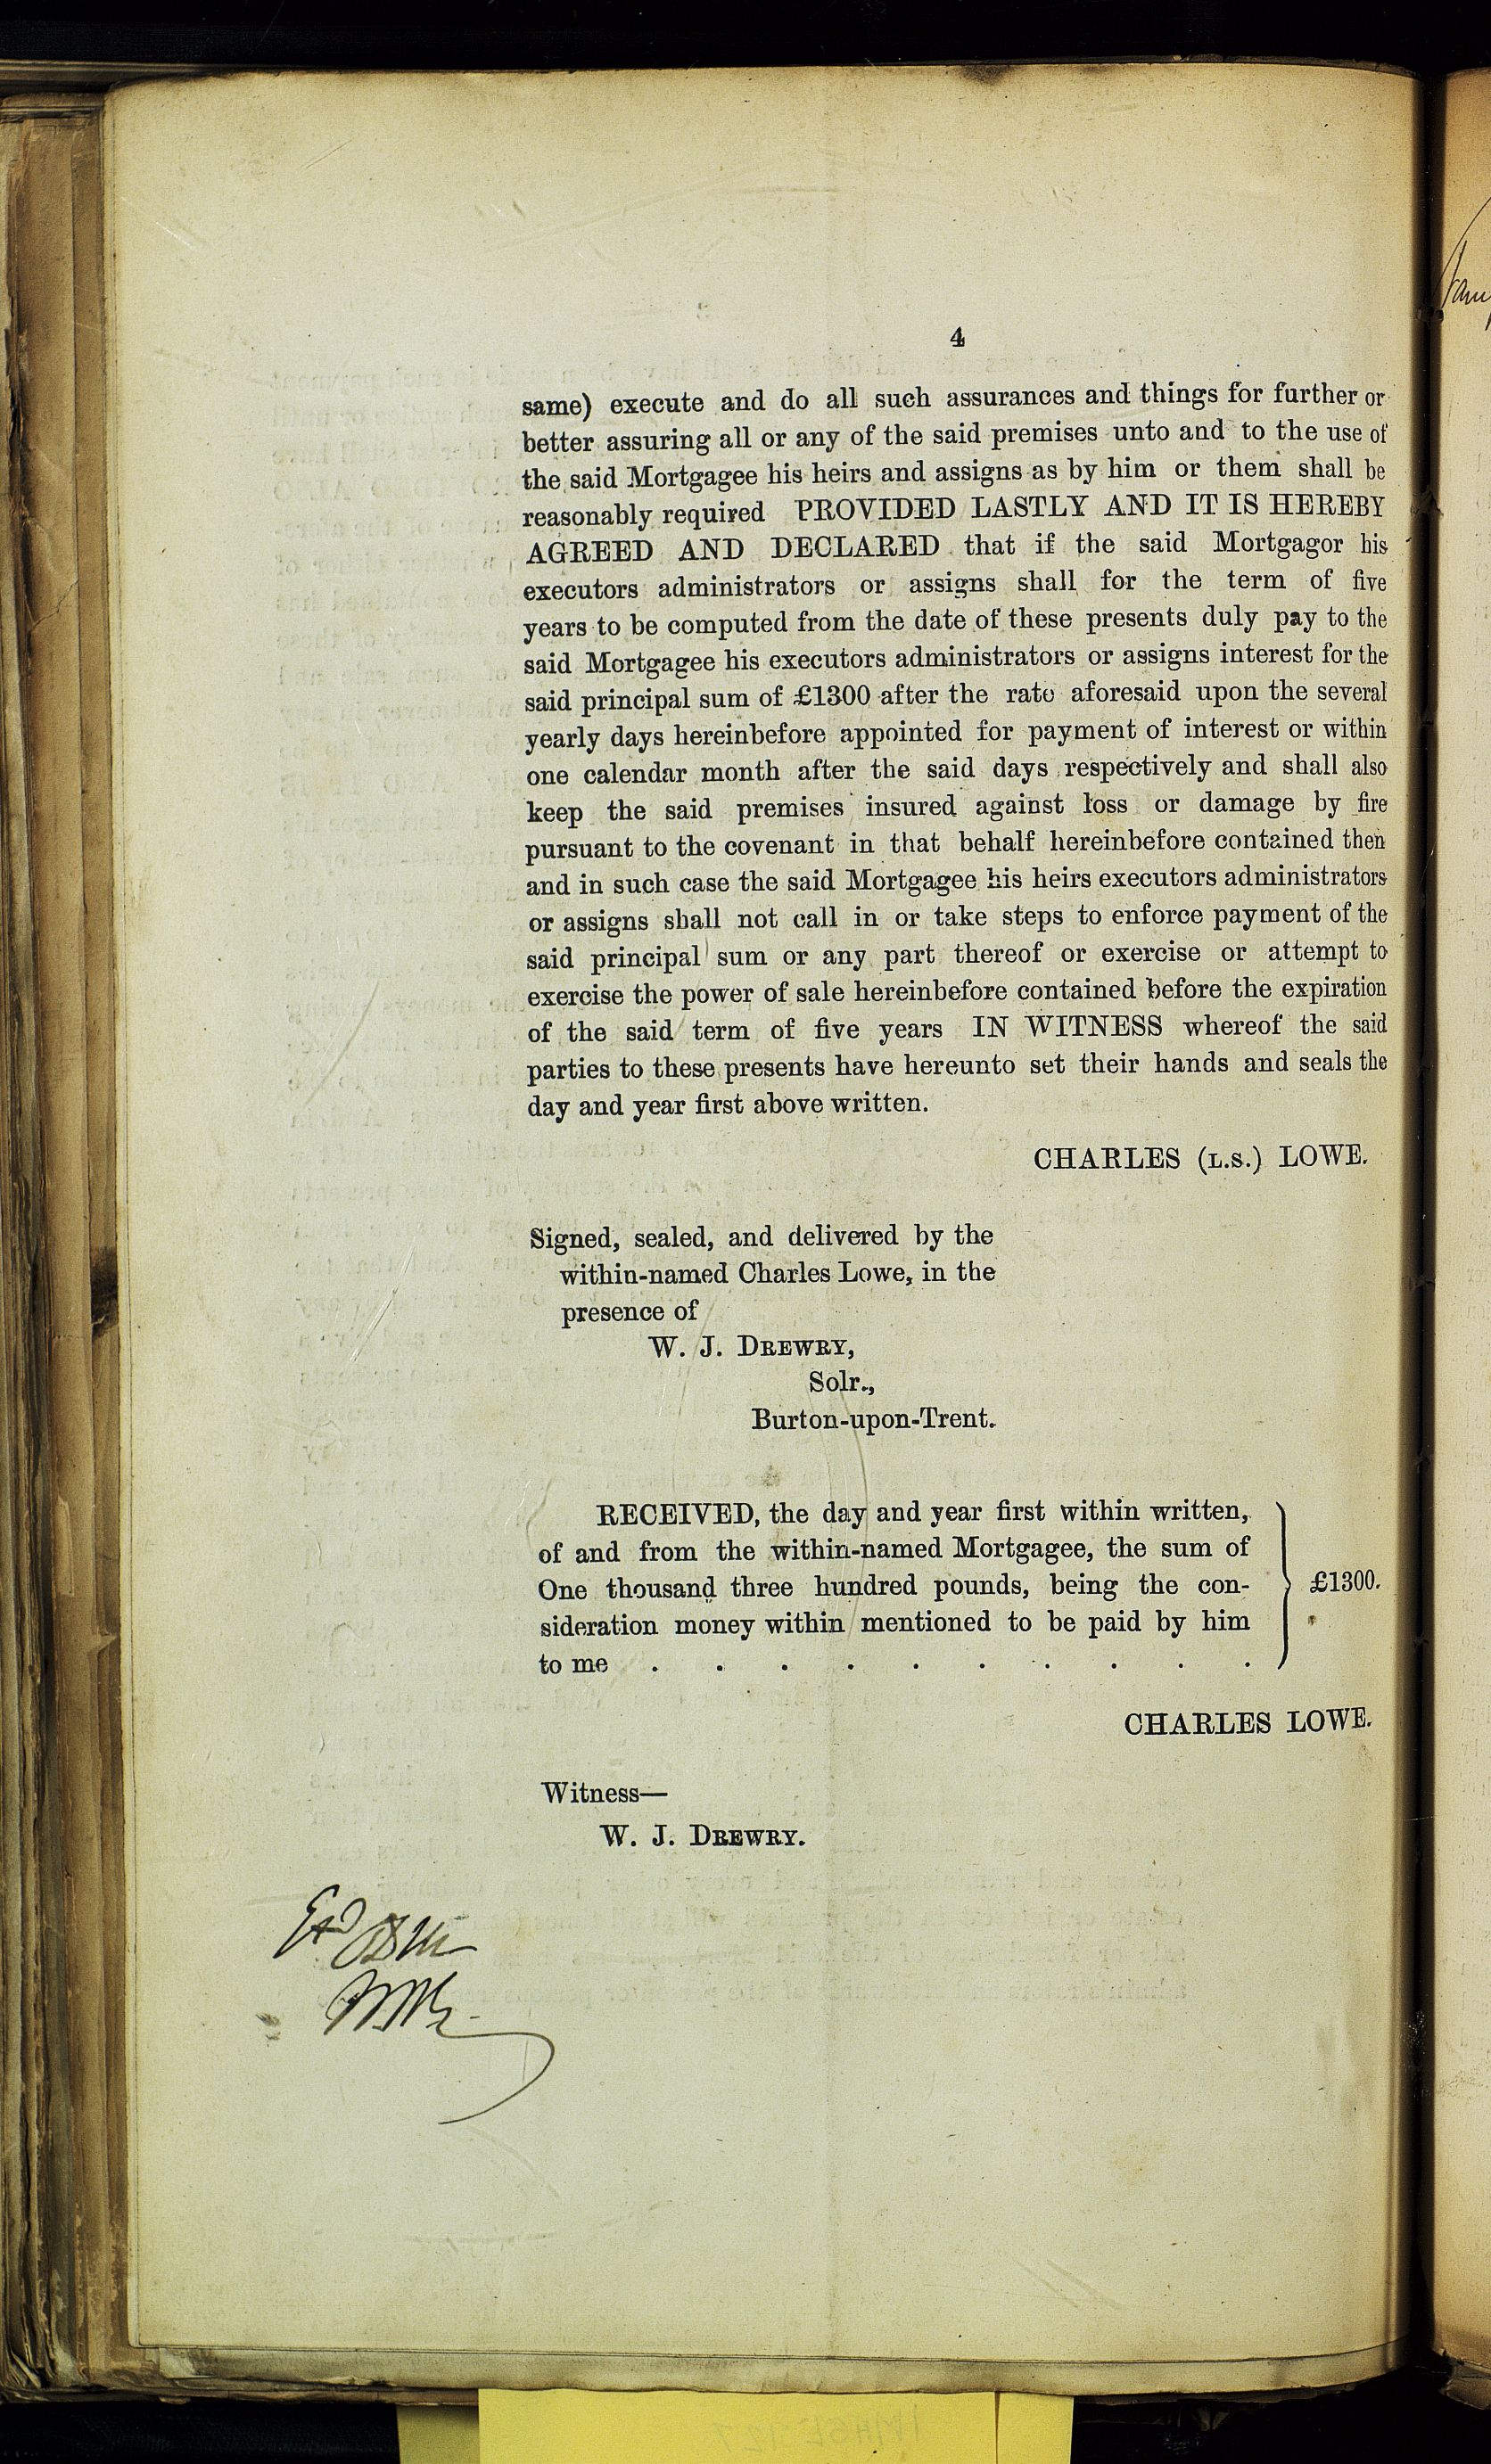 4
same) execute and do all such assurances and things for further or
better assuring all or any of the said premises unto and to the use of
the said Mortgagee his heirs and assigns as by him or them shall be
reasonably required PROVIDED LASTLY AND IT IS HEREBY
AGREED AND DECLARED that if the said Mortgagor his
executors administrators or assigns shall for the term of five
years to be computed from the date of these presents duly pay to the
said Mortgagee his executors administrators or assigns interest for the
said principal sum of £1300 after the rate aforesaid upon the several
yearly days hereinbefore appointed for payment of interest or within
one calendar month after the said days respectively and shall also
keep the said premises insured against loss or damage by fire
pursuant to the covenant in that behalf hereinbefore contained then
and in such case the said Mortgagee his heirs executors administrators
or assigns shall not call in or take steps to enforce payment of the
said principal sum or any part thereof or exercise or attempt to
exercise the power of sale hereinbefore contained before the expiration
of the said term of five years IN WITNESS whereof the said
parties to these presents have hereunto set their hands and seals the
day and year first above written.
CHARLES (L.S.) LOWE.
Signed, sealed, and delivered by the
within-named Charles Lowe, in the
presence of
W. J. DREWRY,
Solr.,
Burton-upon-Trent.
RECEIVED, the day and year first within written,
of and from the within-named Mortgagee, the sum of
One thousand three hundred pounds, being the con-
sideration money within mentioned to be paid by him
to me . . . . . . . . . . £1300.
CHARLES LOWE.
Witness—
W. J. DREWRY.